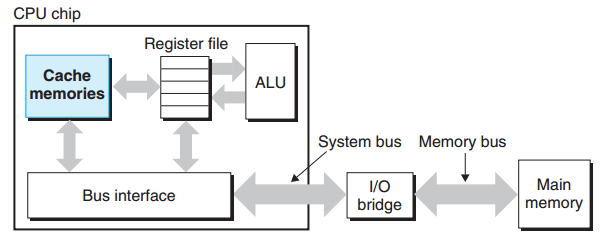 CPU chip
Register file
Cache
memories
ALU
System bus
Memory bus
Bus interface
I/O
bridge
Main
memory